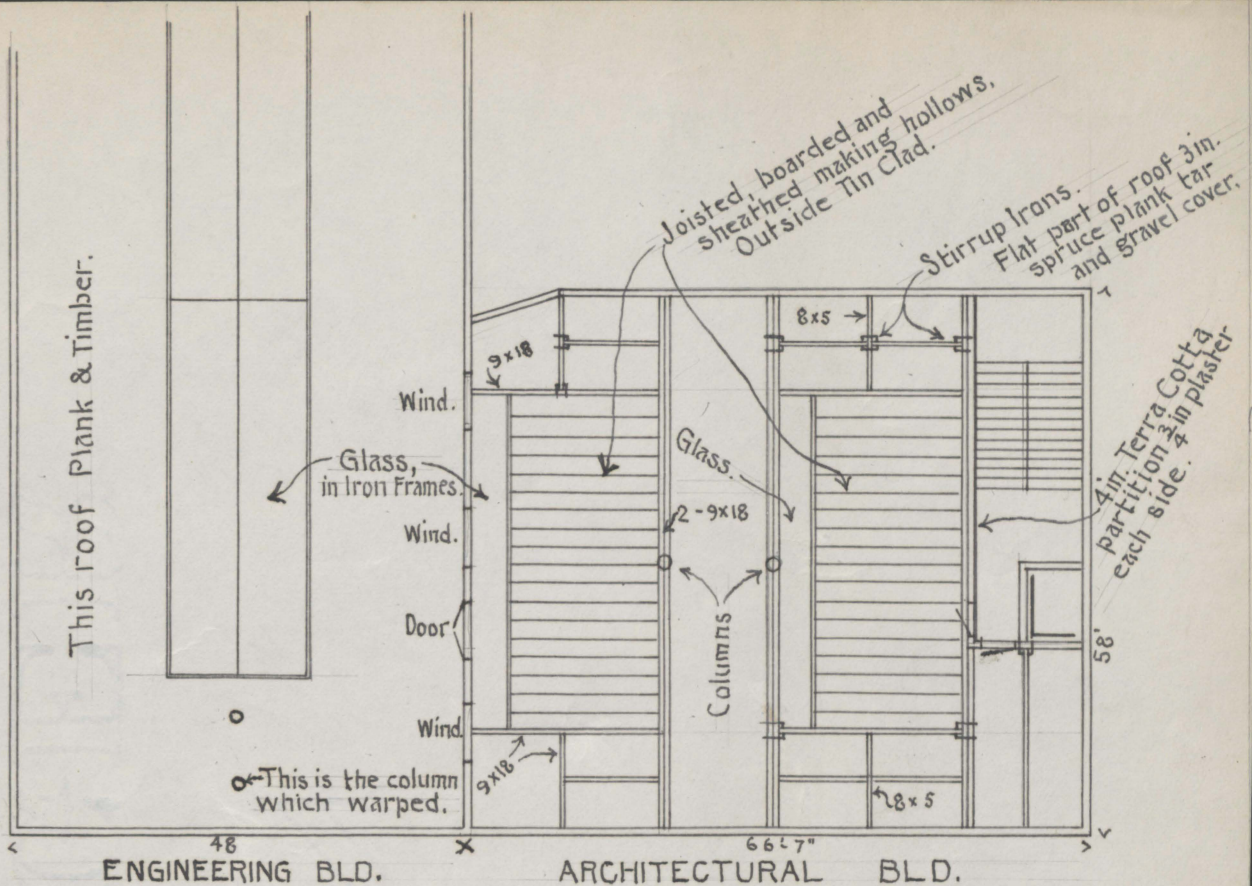 Joisted, boarded and
sheathed making hollows.
Outside Tin Clad.
Stirrup Irons.
Flat part of roof 3in.
spruce plank tar
and gravel cover.
This roof Plank & Timber.
8x5
9x18
Wind.
Glass,
in Iron Frames.
Glass.
4 in. Terra Cotta
partition 3/4 in plaster
each side.
2-9x18
Wind.
Door
Columns
58'
Wind
9x18
This is the column
which warped.
8x5
48
66'-7"
ENGINEERING BLD.
ARCHITECTURAL BLD.